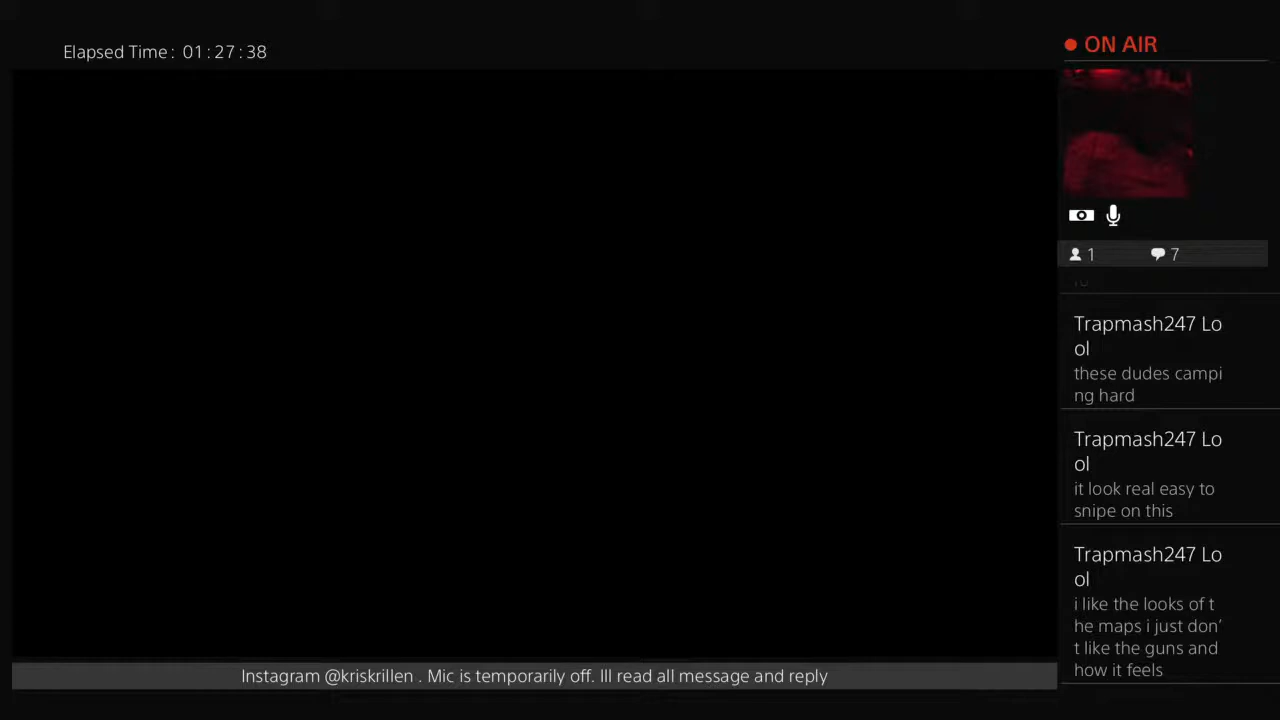 Elapsed Time: 01:27:38
ON AIR
1
7
Trapmash247 Lo
ol
these dudes campi
ng hard
Trapmash247 Lo
ol
it look real easy to
snipe on this
Trapmash247 Lo
ol
i like the looks of t
he maps i just don’
t like the guns and
how it feels
Instagram @kriskrillen . Mic is temporarily off. Ill read all message and reply